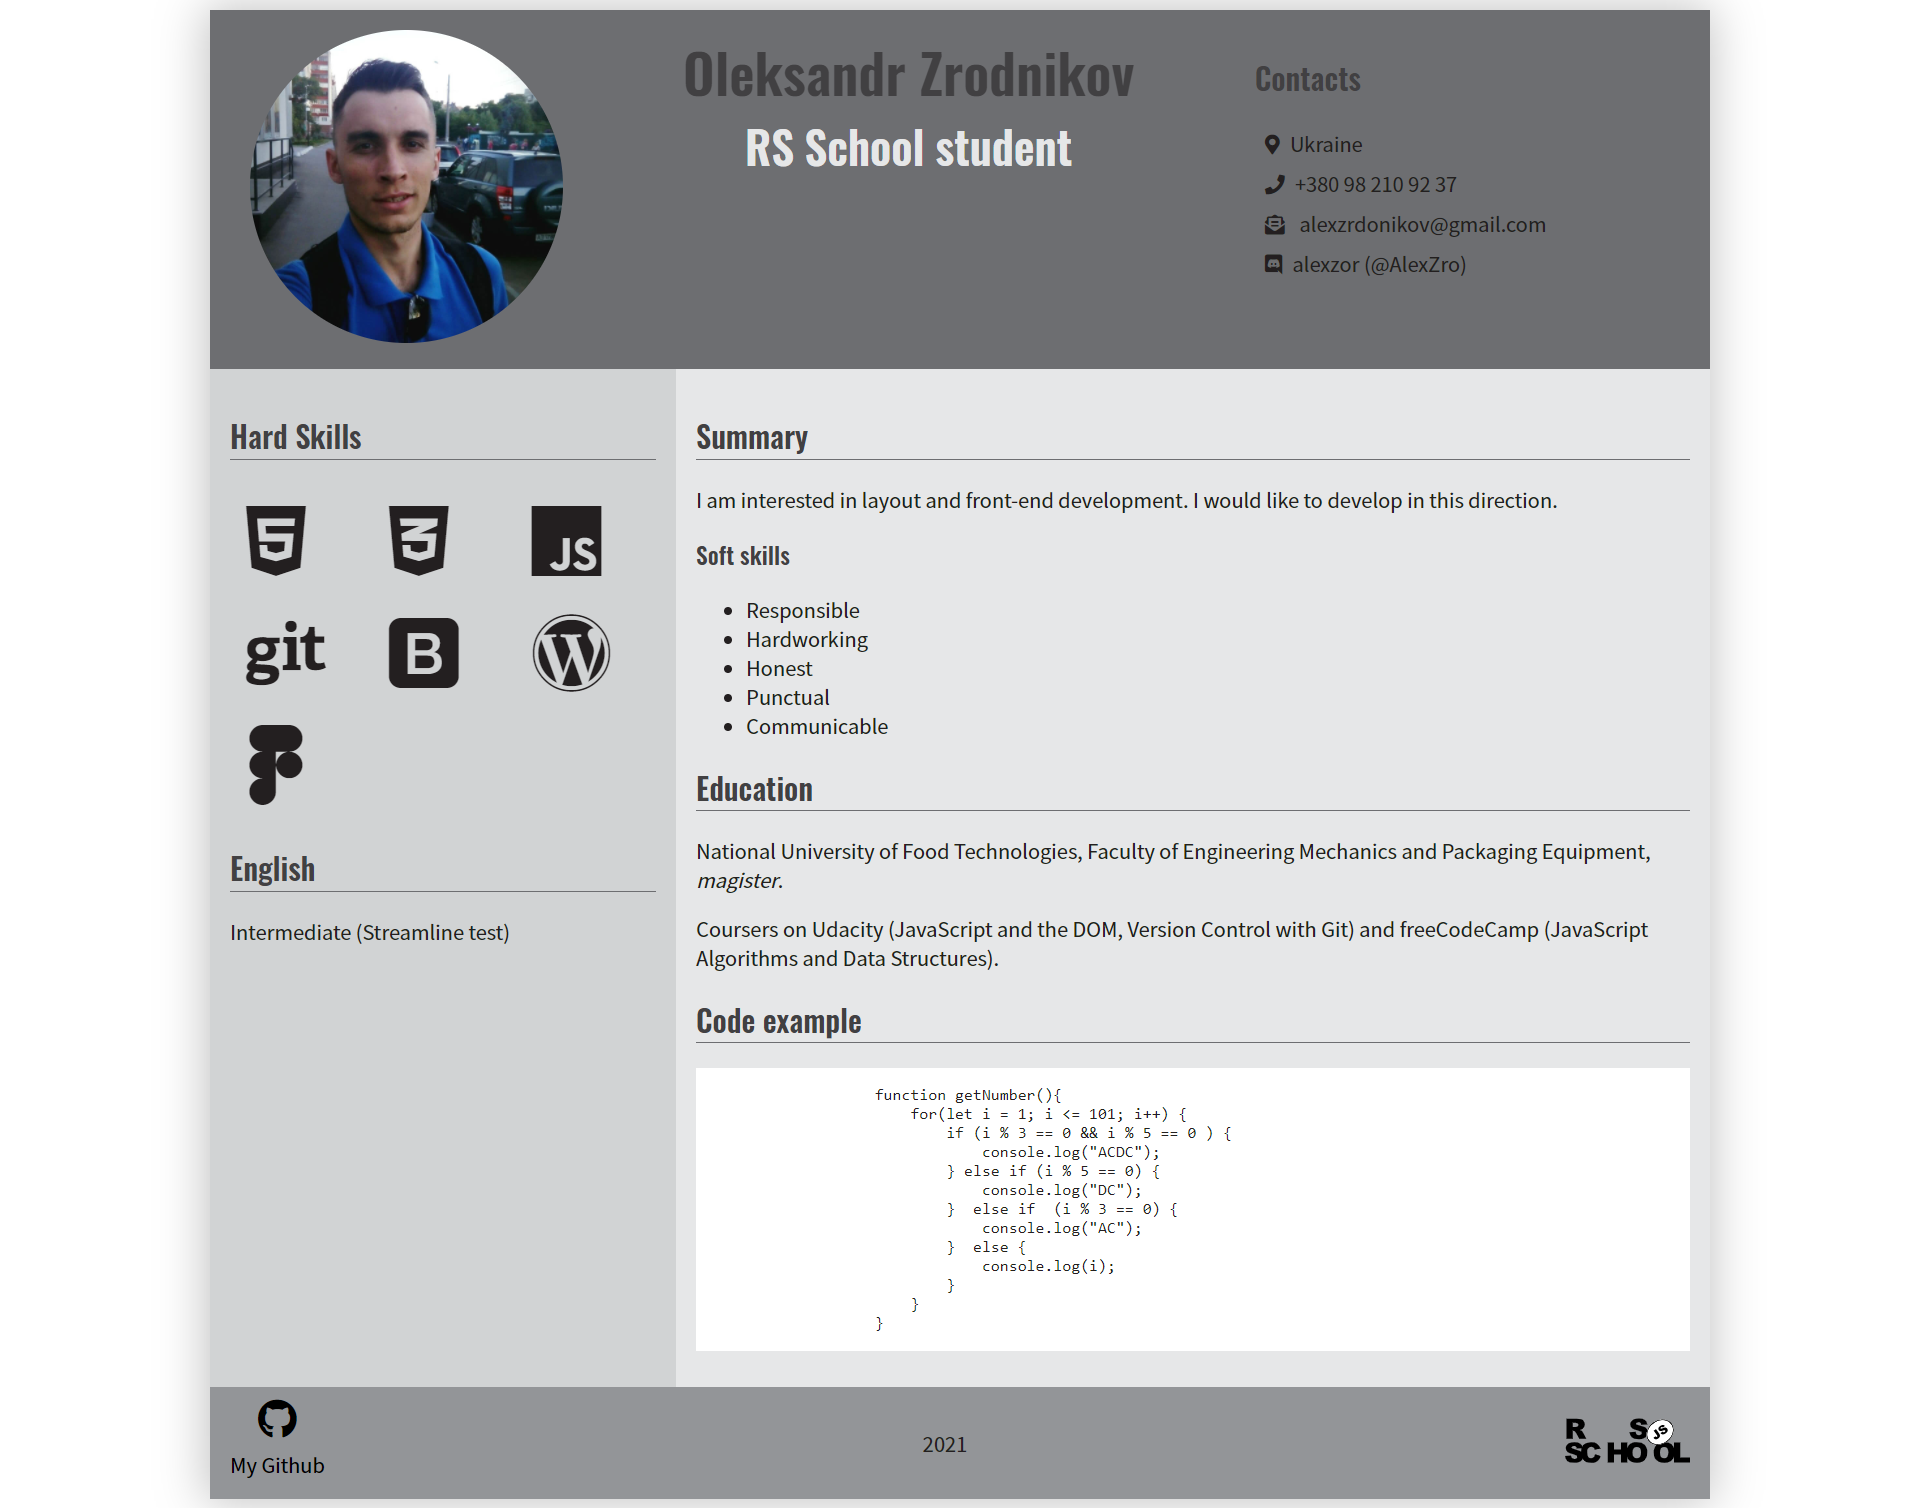 Oleksandr Zrodnikov
RS School student
Contacts
Ukraine
+380 98 210 92 37
alexzrdonikov@gmail.com
alexzor (@AlexZro)
Hard Skills
5
3
JS
git
B
W
English
Intermediate (Streamline test)
Summary
I am interested in layout and front-end development. I would like to develop in this direction.
Soft skills
Responsible
Hardworking
Honest
Punctual
Communicable
Education
National University of Food Technologies, Faculty of Engineering Mechanics and Packaging Equipment,
magister.
Coursers on Udacity (JavaScript and the DOM, Version Control with Git) and freeCodeCamp (JavaScript
Algorithms and Data Structures).
Code example
function getNumber(){
    for(let i = 1; i <= 101; i++) {
        if (i % 3 == 0 && i % 5 == 0 ) {
            console.log("ACDC");
        } else if (i % 5 == 0) {
            console.log("DC");
        }  else if  (i % 3 == 0) {
            console.log("AC");
        }  else {
            console.log(i);
        }
    }
}
My Github
2021
R S JS
SCHOOL